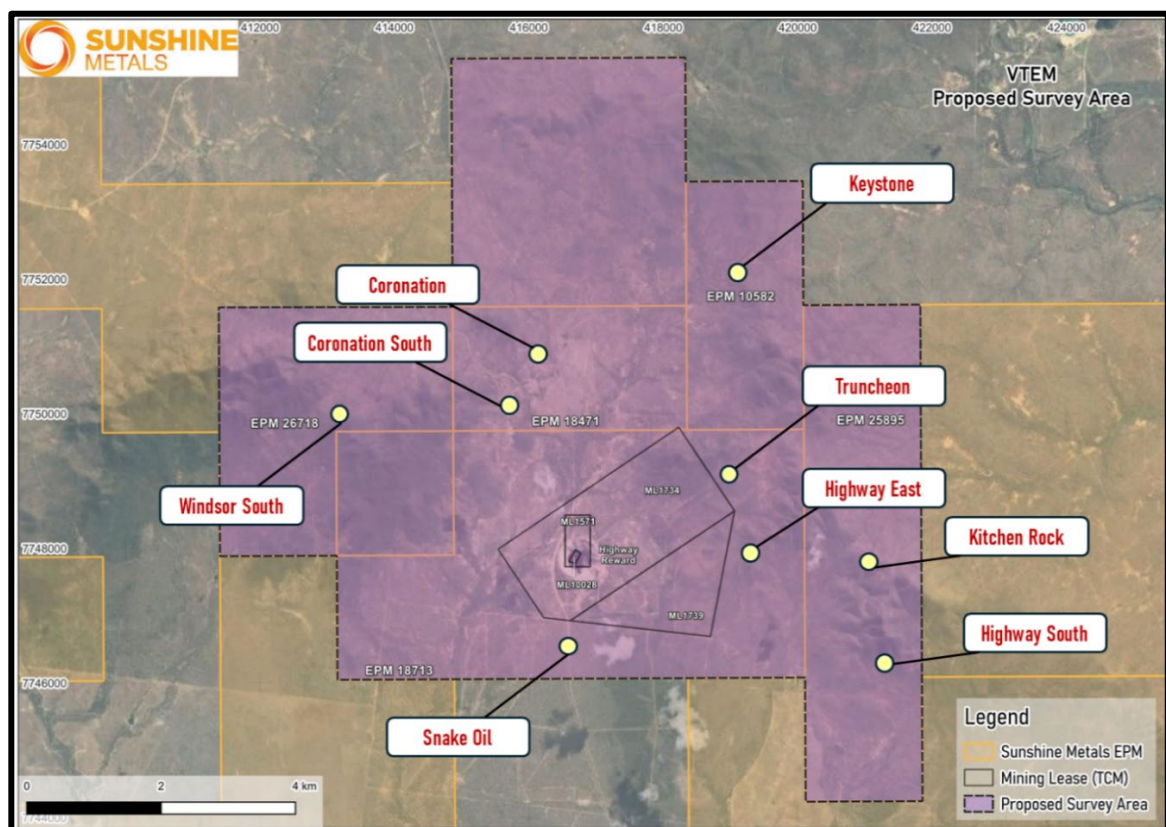 SUNSHINE
METALS
412000
414000
416000
418000
420000
422000
424000
VTEM
Proposed Survey Area
7754000
Keystone
7752000
Coronation
EPM 10582
Coronation South
Truncheon
7750000
EPM 26718
EPM 18471
EPM 25895
Windsor South
ML1734
Highway East
ML1571
Kitchen Rock
7748000
Highway
Reward
ML10028
ML1739
Highway South
EPM 18713
7746000
Snake Oil
Legend
Sunshine Metals EPM
Mining Lease (TCM)
Proposed Survey Area
0
2
4 km
7744000